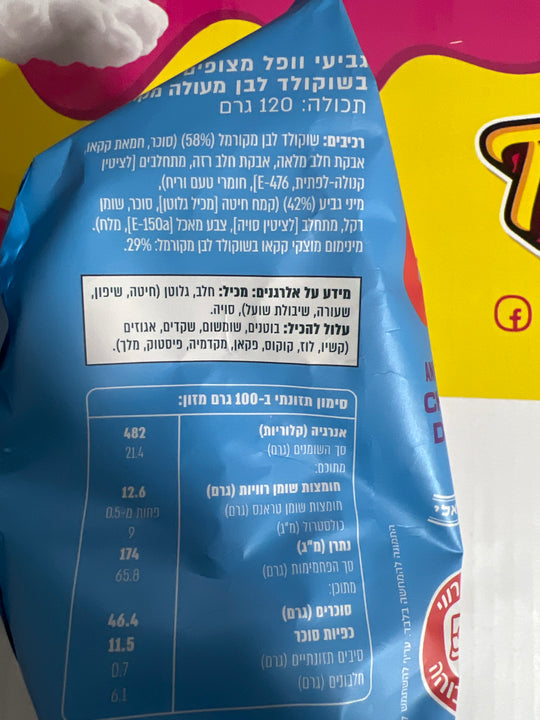 גביעי וופל מצופים
בשוקולד לבן מעולה
תכולה: 120 גרם
רכיבים: שוקולד לבן מקורמל (58%) (סוכר, חמאת קקאו,
אבקת חלב מלאה, אבקת חלב רזה, מתחלבים [לציטין
קנולה-לפתית, E-476], חומרי טעם וריח),
מיני גביע (42%) (קמח חיטה [מכיל גלוטן], סוכר, שומן
דקל, מתחלב [לציטין סויה], צבע מאכל [E-150a], מלח).
מינימום מוצקי קקאו בשוקולד לבן מקורמל: 29%.
מידע על אלרגנים: מכיל: חלב, גלוטן (חיטה, שיפון,
שעורה, שיבולת שועל), סויה.
עלול להכיל: בוטנים, שומשום, שקדים, אגוזים
(קשיו, לוז, קוקוס, פקאן, מקדמיה, פיסטוק, מלך).
סימון תזונתי ב-100 גרם מזון:
אנרגיה (קלוריות) 482
סך השומנים (גרם) 21.4
מתוכם:
חומצות שומן רוויות (גרם) 12.6
חומצות שומן טראנס (גרם) פחות מ-0.5
כולסטרול (מ"ג) 9
נתרן (מ"ג) 174
סך הפחמימות (גרם) 65.8
מתוכן:
סוכרים (גרם) 46.4
כפיות סוכר 11.5
סיבים תזונתיים (גרם) 0.7
חלבונים (גרם) 6.1
התמונה להמחשה בלבד.